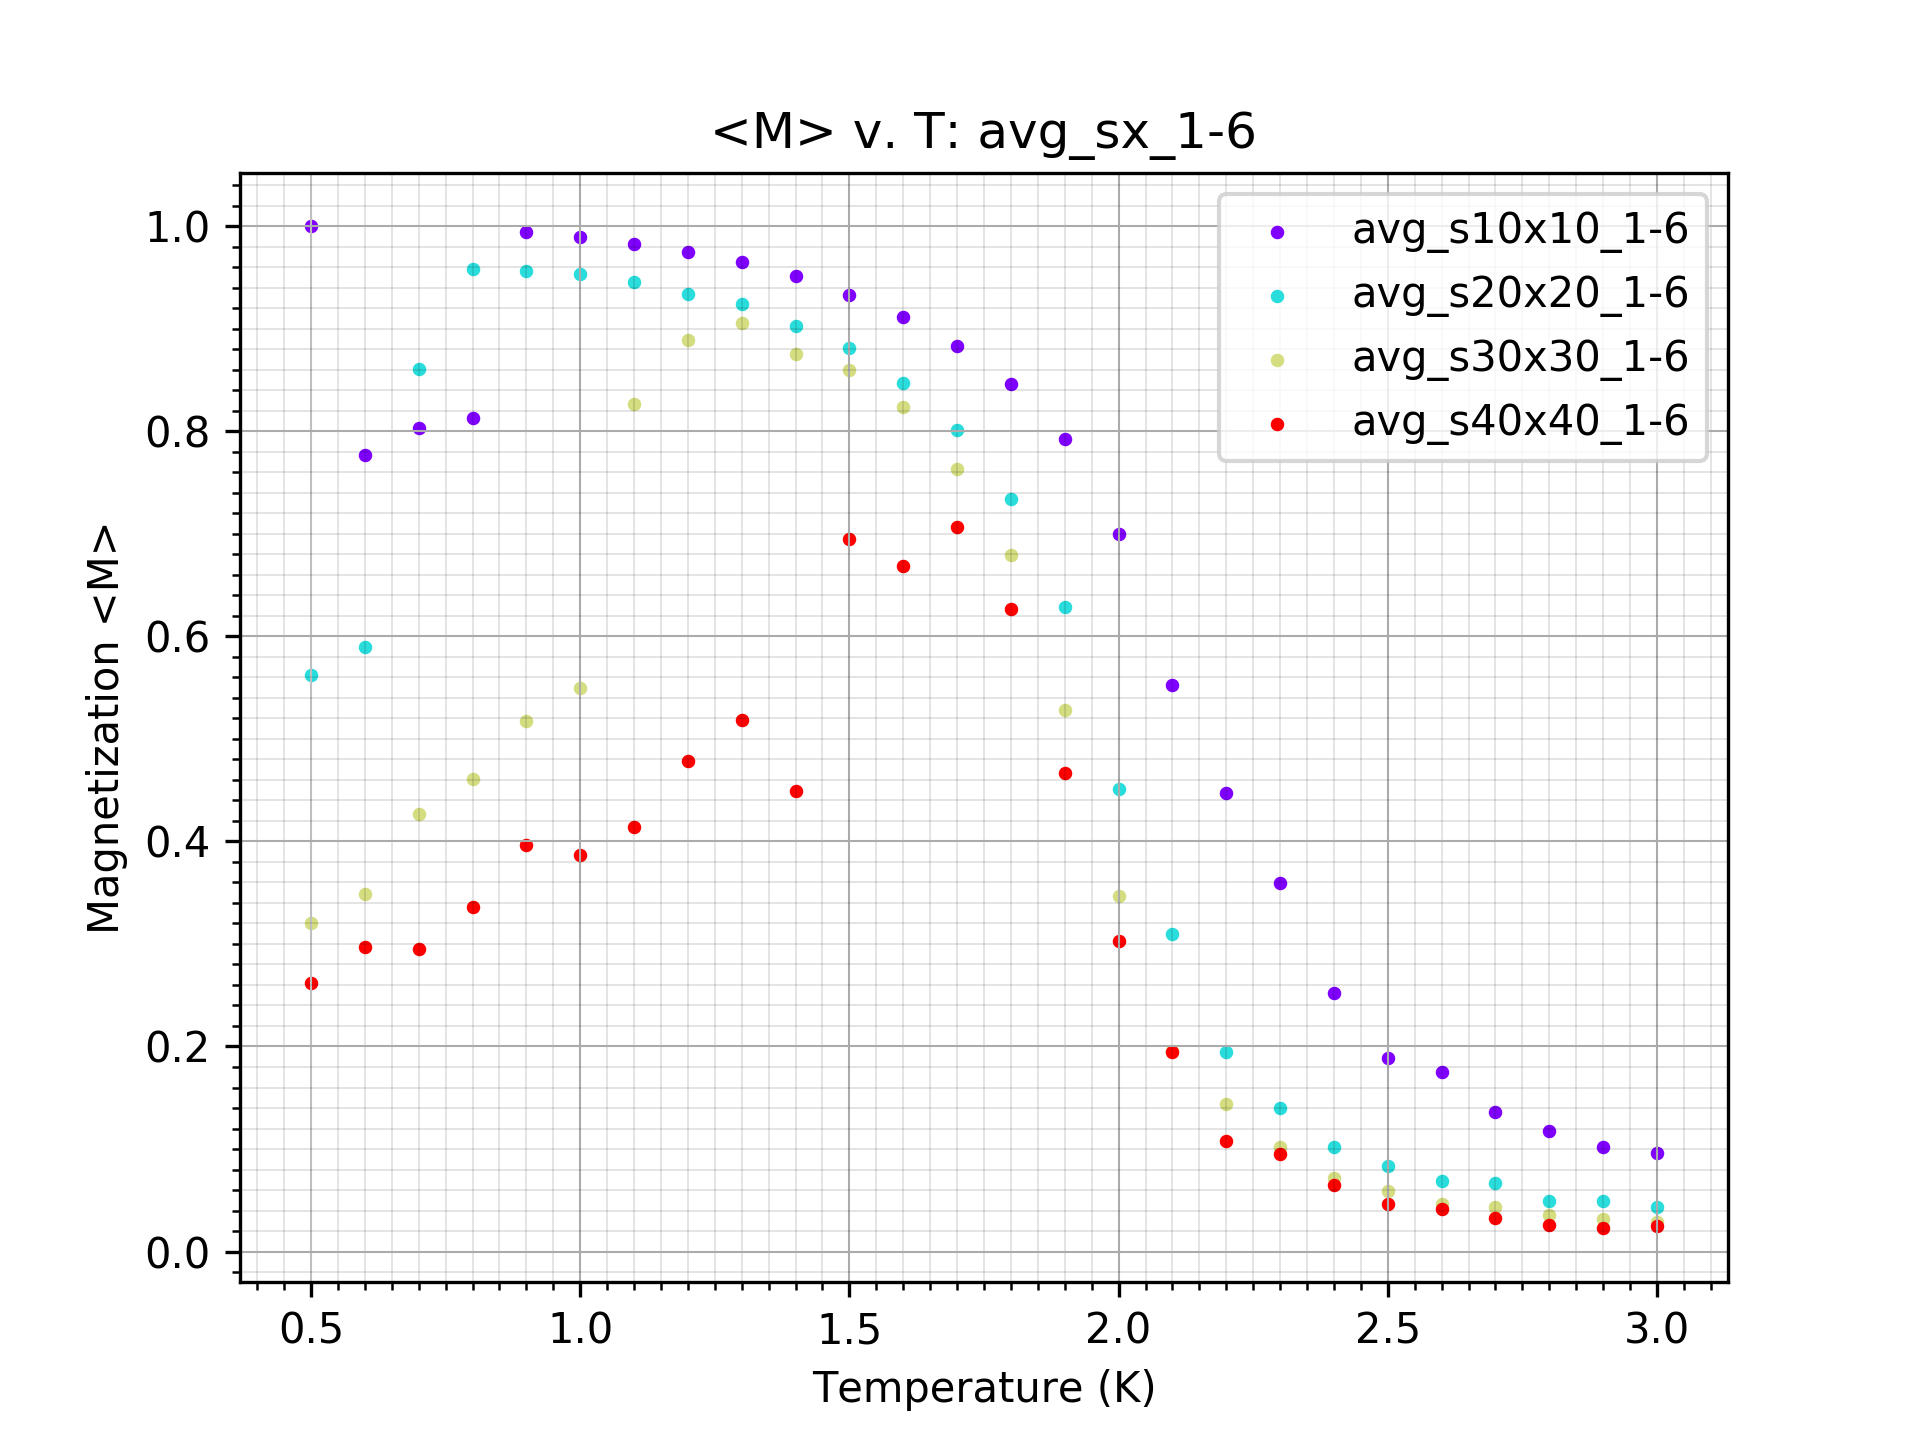 <M> v. T: avg_sx_1-6
avg_s10x10_1-6
avg_s20x20_1-6
avg_s30x30_1-6
avg_s40x40_1-6
Magnetization <M>
1.0
0.8
0.6
0.4
0.2
0.0
0.5 1.0 1.5 2.0 2.5 3.0
Temperature (K)